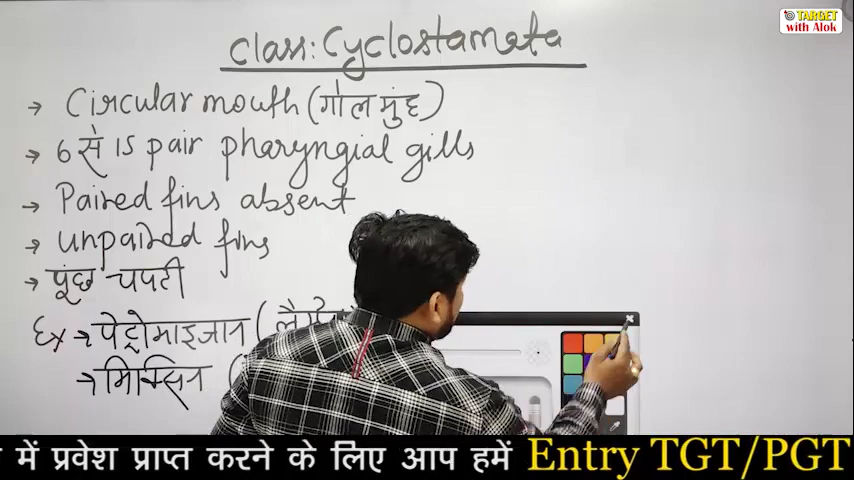 TARGET
with Alok
Class: Cyclostamata
→ Circular mouth (गोल मुंह)
→ 6 से 15 pair pharyngial gills
→ Paired fins absent
→ unpaired fins
→ पूंछ चपटी
Ex → पेट्रोमाइजान (
→ मिक्सिन (
में प्रवेश प्राप्त करने के लिए आप हमें Entry TGT/PGT